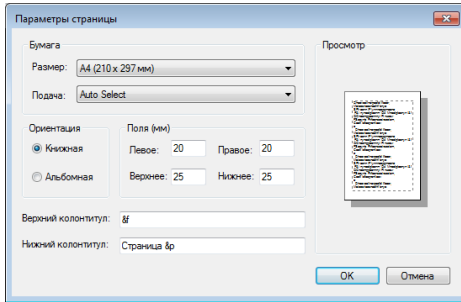 Параметры страницы
Бумага
Просмотр
Размер: A4 (210 x 297 мм)
Подача: Auto Select
Ориентация
Поля (мм)
Книжная
Левое: 20 Правое: 20
Альбомная
Верхнее: 25 Нижнее: 25
Верхний колонтитул: &f
Нижний колонтитул: Страница &p
OK Отмена